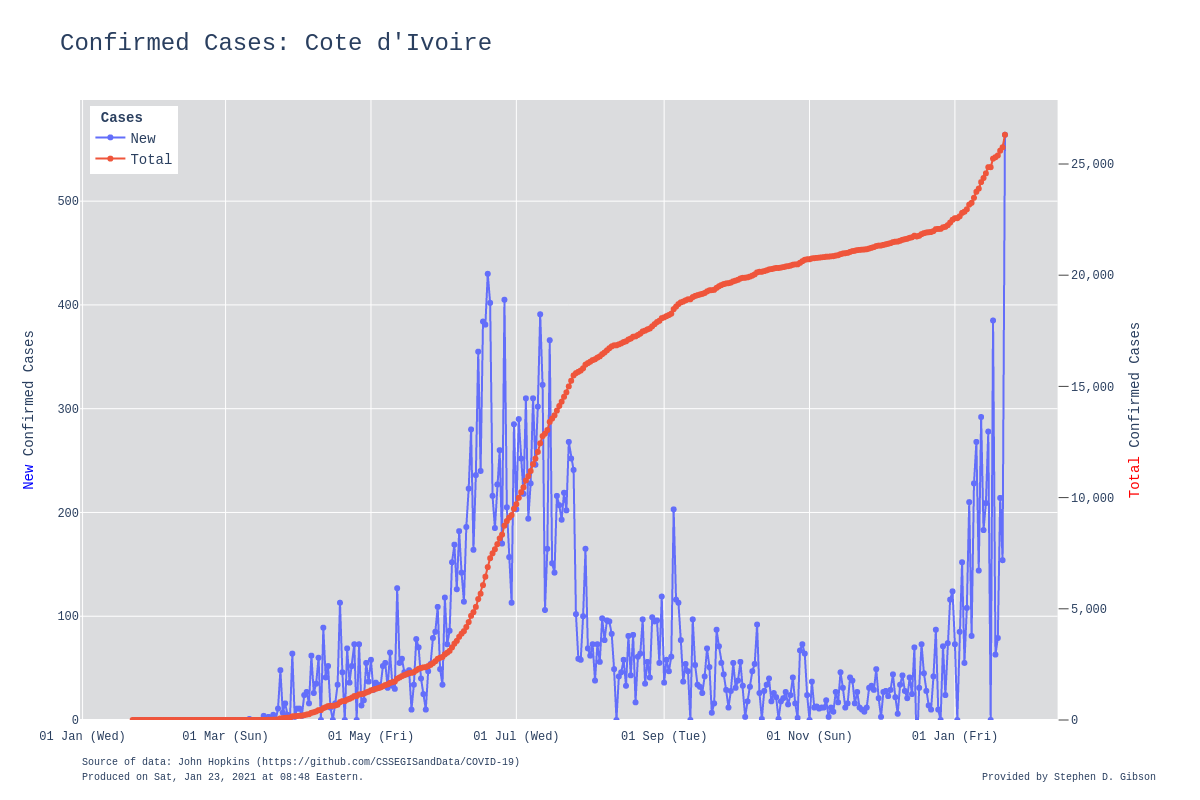 Confirmed Cases: Cote d'Ivoire
Cases
New
Total
500
400
300
200
100
0
25,000
20,000
15,000
10,000
5,000
0
New Confirmed Cases
Total Confirmed Cases
01 Jan (Wed) 01 Mar (Sun) 01 May (Fri) 01 Jul (Wed) 01 Sep (Tue) 01 Nov (Sun) 01 Jan (Fri)
Source of data: John Hopkins (https://github.com/CSSEGISandData/COVID-19)
Produced on Sat, Jan 23, 2021 at 08:48 Eastern.
Provided by Stephen D. Gibson